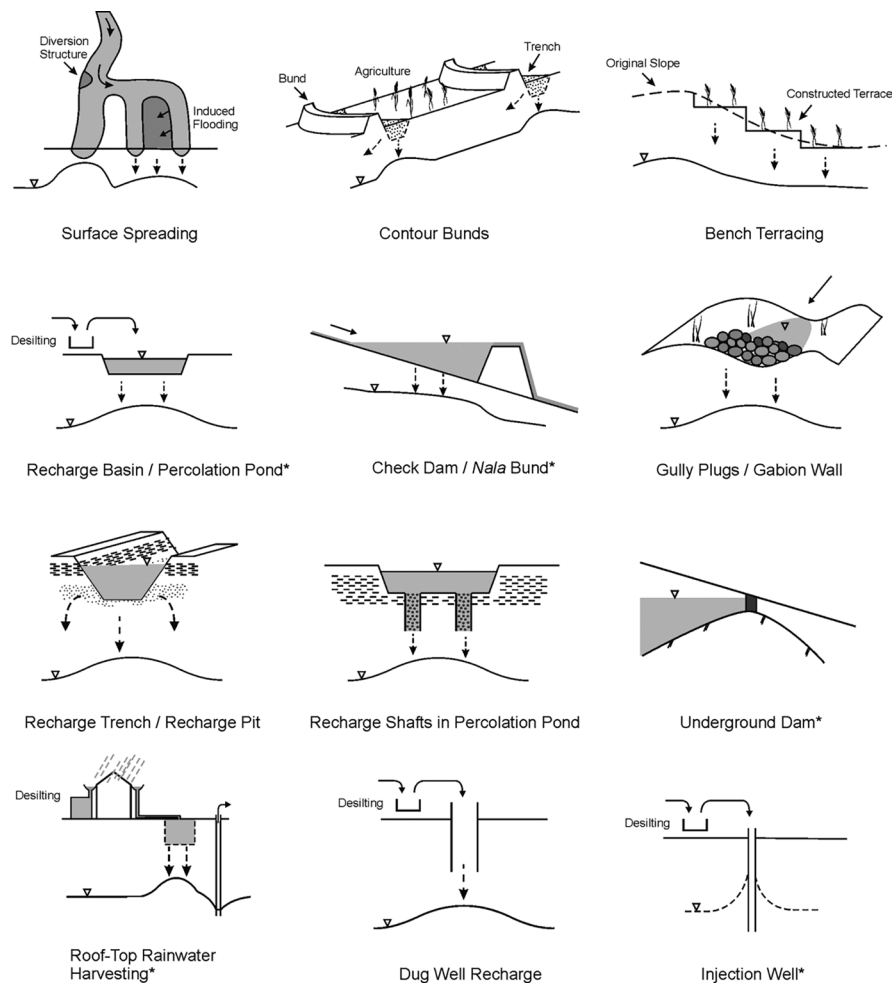 Diversion
Structure
Induced
Flooding
Surface Spreading
Bund
Agriculture
Trench
Contour Bunds
Original Slope
Constructed Terrace
Bench Terracing
Desilting
Recharge Basin / Percolation Pond*
Check Dam / Nala Bund*
Gully Plugs / Gabion Wall
Recharge Trench / Recharge Pit
Recharge Shafts in Percolation Pond
Underground Dam*
Desilting
Roof-Top Rainwater
Harvesting*
Desilting
Dug Well Recharge
Desilting
Injection Well*